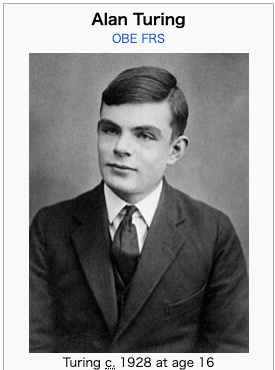 Alan Turing
OBE FRS
Turing c. 1928 at age 16